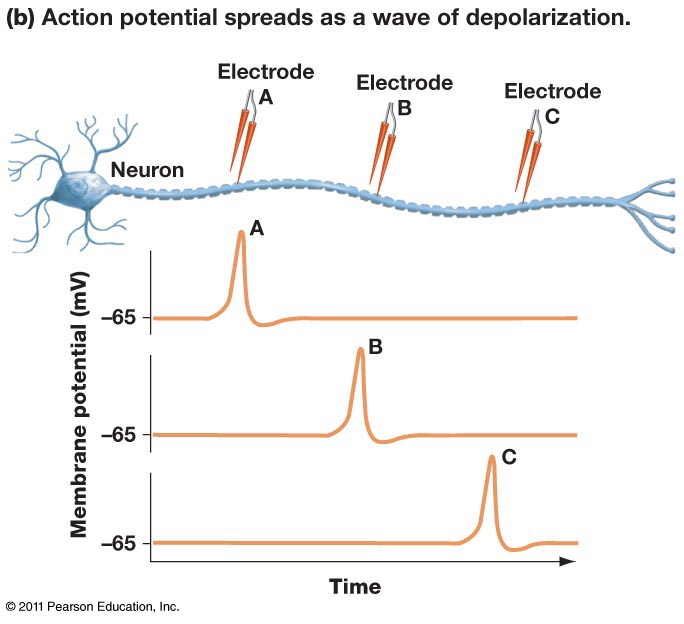 (b) Action potential spreads as a wave of depolarization.
Electrode
A
Electrode
B
Electrode
C
Neuron
A
Membrane potential (mV)
–65
B
–65
C
–65
Time
© 2011 Pearson Education, Inc.